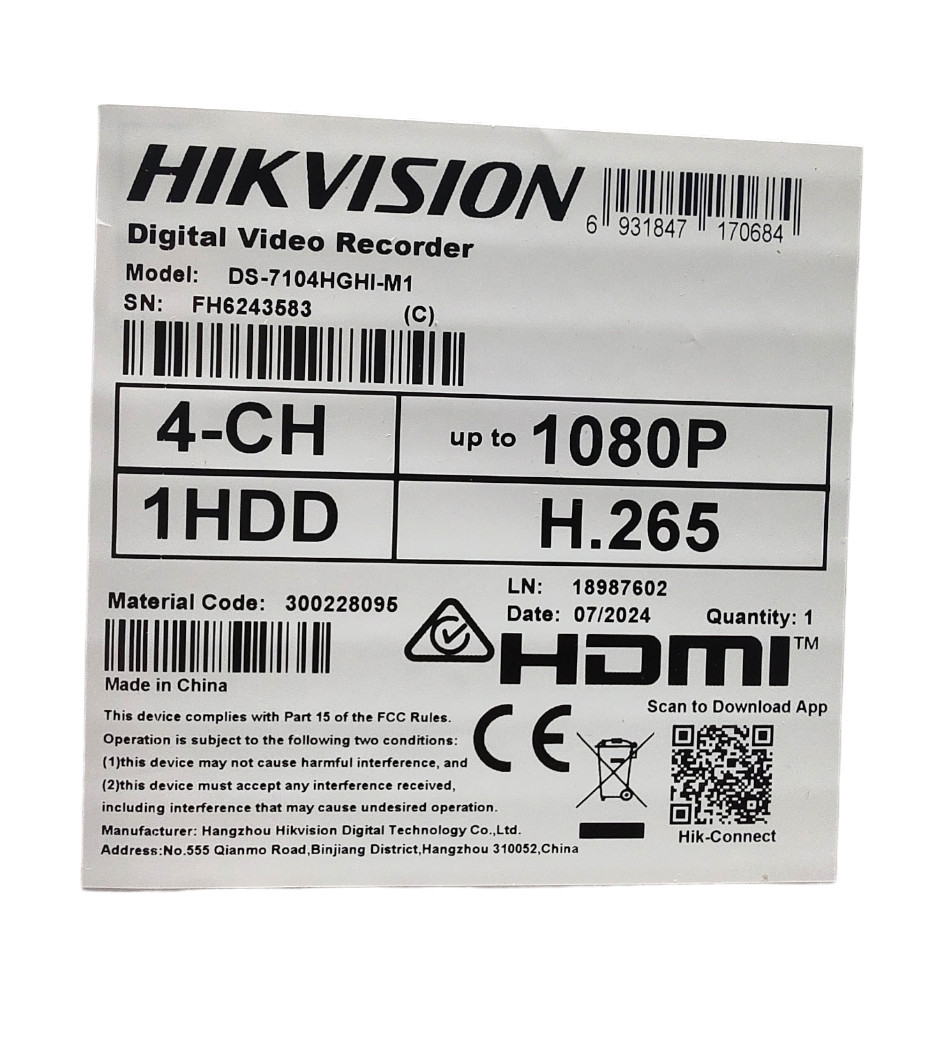 HIKVISION
6 931847 170684
Digital Video Recorder
Model: DS-7104HGHI-M1
SN: FH6243583 (C)
4-CH up to 1080P
1HDD H.265
LN: 18987602
Material Code: 300228095
Date: 07/2024 Quantity: 1
HDMI™
Made in China
Scan to Download App
This device complies with Part 15 of the FCC Rules.
Operation is subject to the following two conditions:
(1)this device may not cause harmful interference, and
(2)this device must accept any interference received,
including interference that may cause undesired operation.
CE
Manufacturer: Hangzhou Hikvision Digital Technology Co.,Ltd.
Address:No.555 Qianmo Road,Binjiang District,Hangzhou 310052,China
Hik-Connect